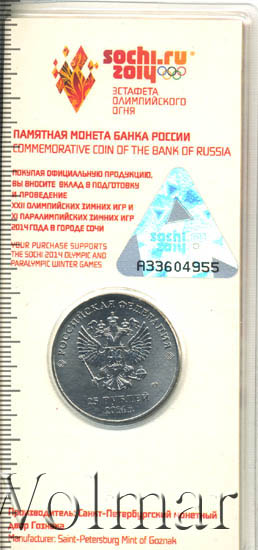 sochi.ru
2014
ЭСТАФЕТА
ОЛИМПИЙСКОГО
ОГНЯ
ПАМЯТНАЯ МОНЕТА БАНКА РОССИИ
COMMEMORATIVE COIN OF THE BANK OF RUSSIA
ПОКУПАЯ ОФИЦИАЛЬНУЮ ПРОДУКЦИЮ,
ВЫ ВНОСИТЕ ВКЛАД В ПОДГОТОВКУ
И ПРОВЕДЕНИЕ
XXII ОЛИМПИЙСКИХ ЗИМНИХ ИГР И
XI ПАРАЛИМПИЙСКИХ ЗИМНИХ ИГР
2014 ГОДА В ГОРОДЕ СОЧИ
YOUR PURCHASE SUPPORTS
THE SOCHI 2014 OLYMPIC AND
PARALYMPIC WINTER GAMES
sochi
2014
A33604955
РОССИЙСКАЯ ФЕДЕРАЦИЯ
25 РУБЛЕЙ
Производитель: Санкт-Петербургский монетный
двор Гознака
Manufacturer: Saint-Petersburg Mint of Goznak
Volmar